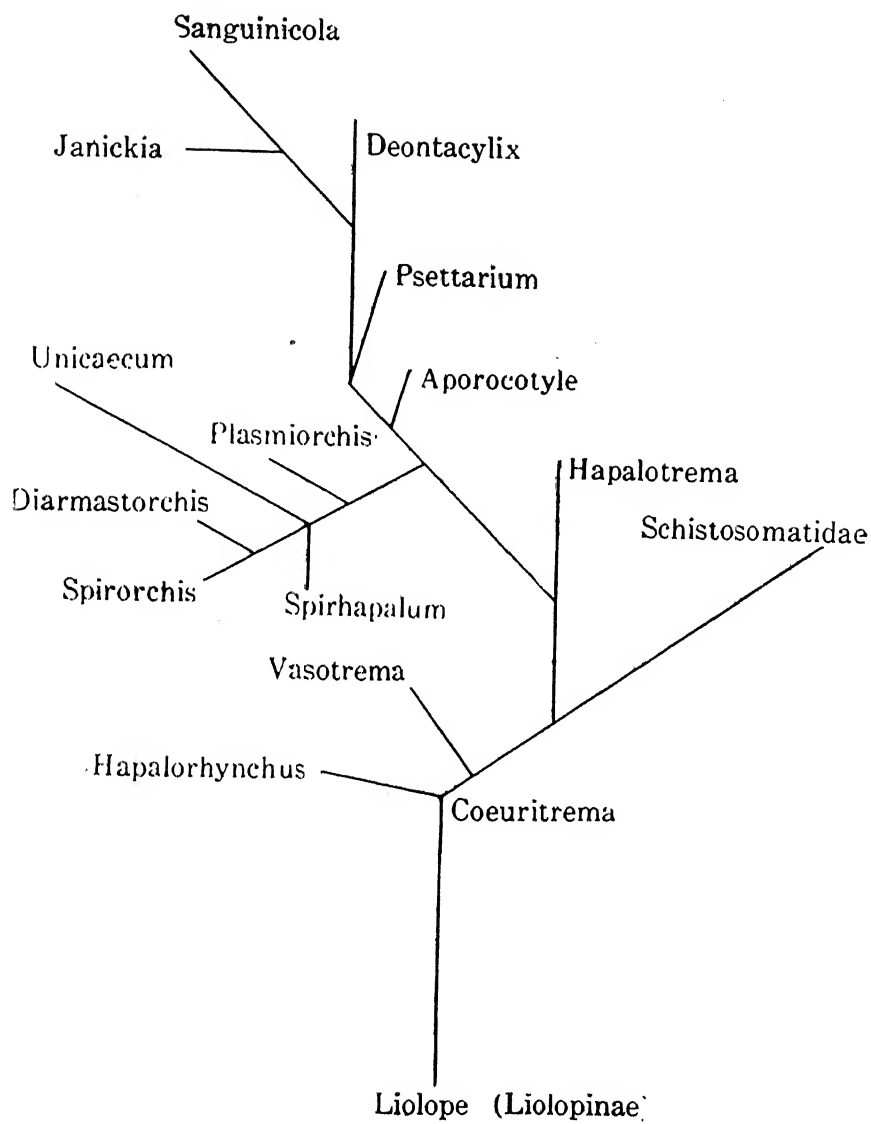 Sanguinicola
Janickia
Deontacylix
Psettarium
Unicaecum
Aporocotyle
Plasmiorchis
Hapalotrema
Diarmastorchis
Schistosomatidae
Spirorchis
Spirhapalum
Vasotrema
Hapalorhynchus
Coeuritrema
Liolope (Liolopinae)